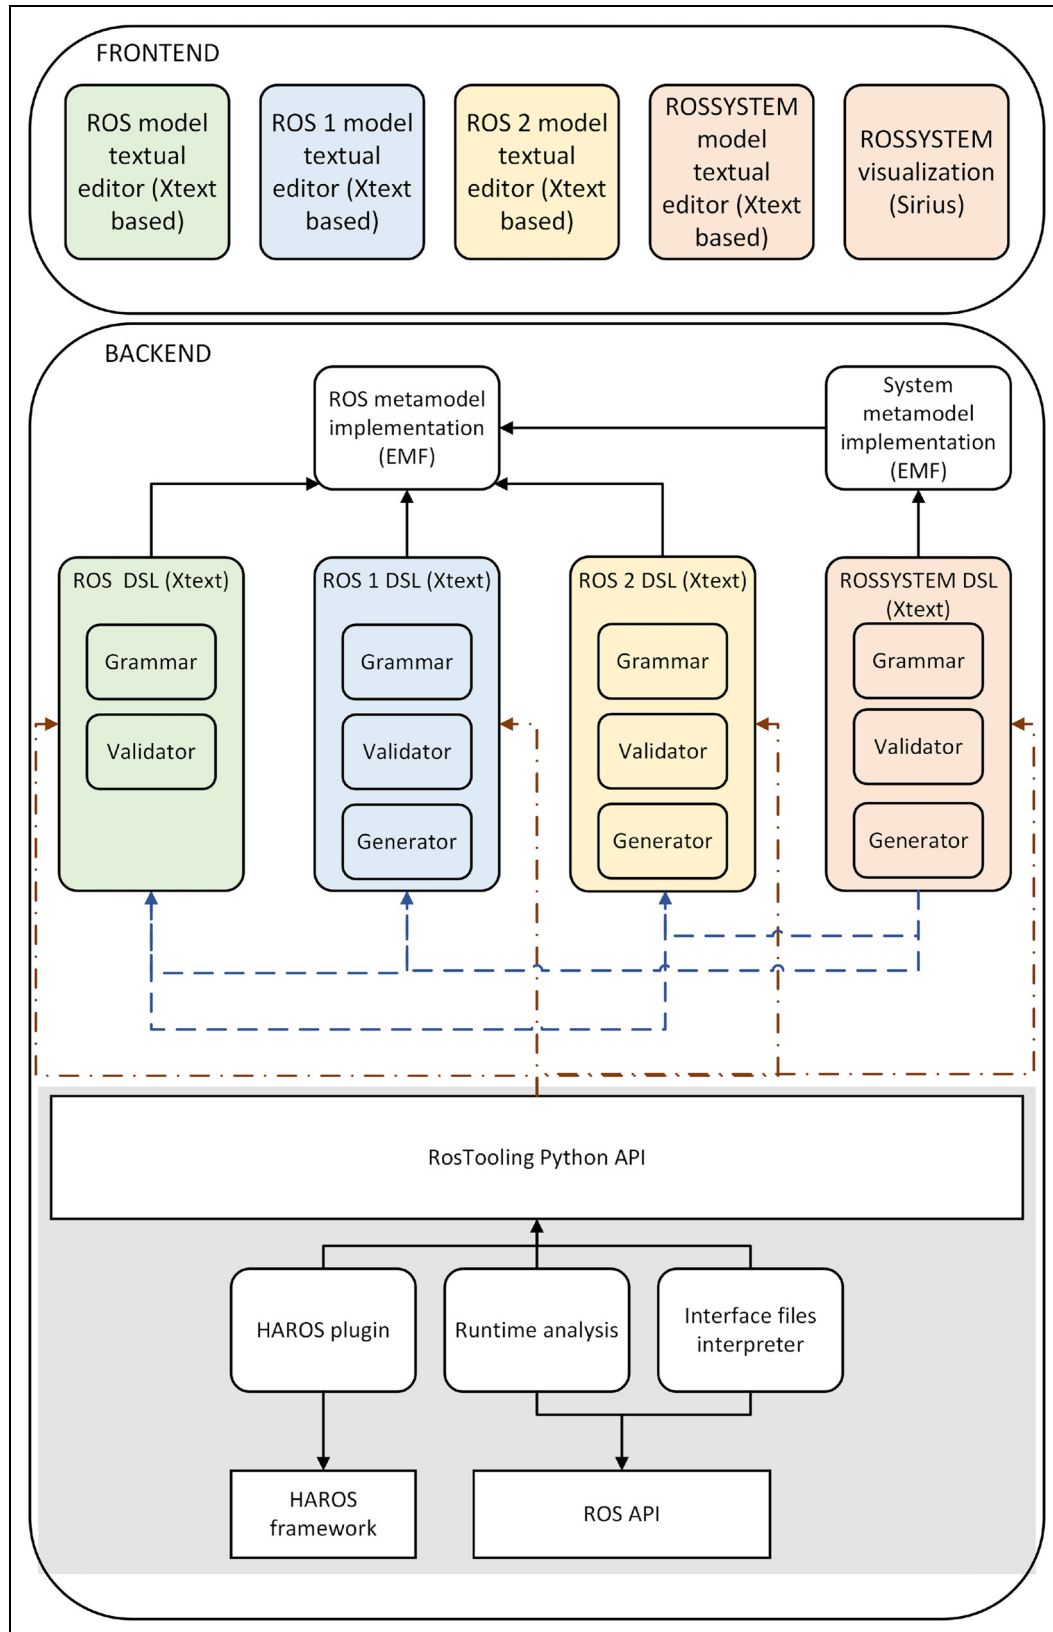 FRONTEND
ROS model
textual
editor (Xtext
based)
ROS 1 model
textual
editor (Xtext
based)
ROS 2 model
textual
editor (Xtext
based)
ROSSYSTEM
model
textual
editor (Xtext
based)
ROSSYSTEM
visualization
(Sirius)
BACKEND
ROS metamodel
implementation
(EMF)
System
metamodel
implementation
(EMF)
ROS DSL (Xtext)
Grammar
Validator
ROS 1 DSL (Xtext)
Grammar
Validator
Generator
ROS 2 DSL (Xtext)
Grammar
Validator
Generator
ROSSYSTEM DSL
(Xtext)
Grammar
Validator
Generator
RosTooling Python API
HAROS plugin
Runtime analysis
Interface files
interpreter
HAROS
framework
ROS API